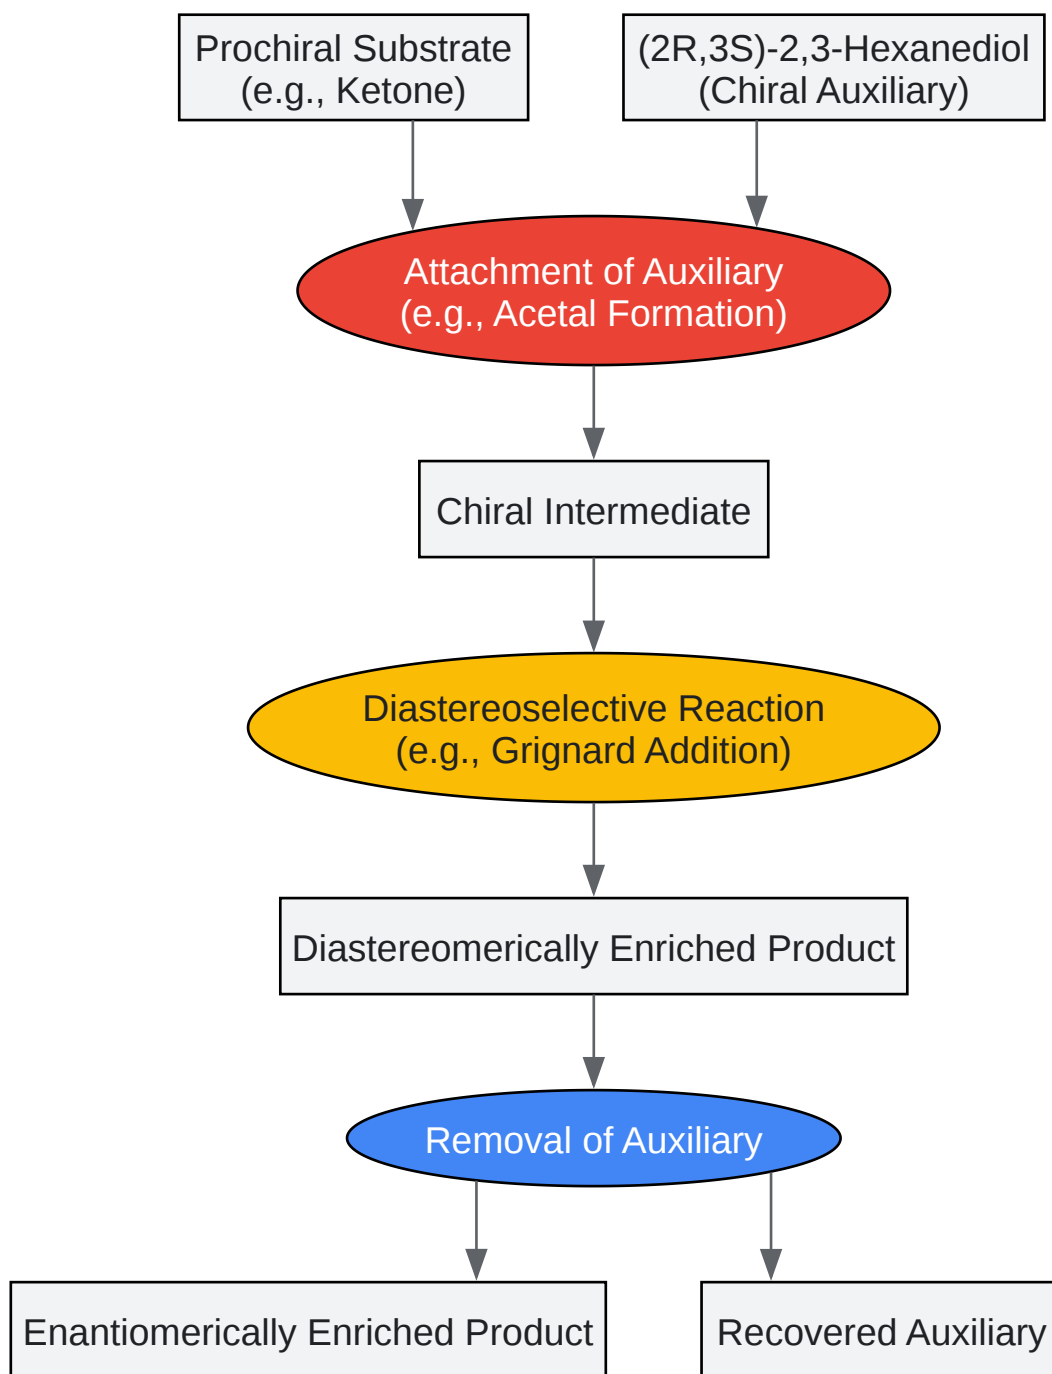 Prochiral Substrate
(e.g., Ketone)
(2R,3S)-2,3-Hexanediol
(Chiral Auxiliary)
Attachment of Auxiliary
(e.g., Acetal Formation)
Chiral Intermediate
Diastereoselective Reaction
(e.g., Grignard Addition)
Diastereomerically Enriched Product
Removal of Auxiliary
Enantiomerically Enriched Product
Recovered Auxiliary